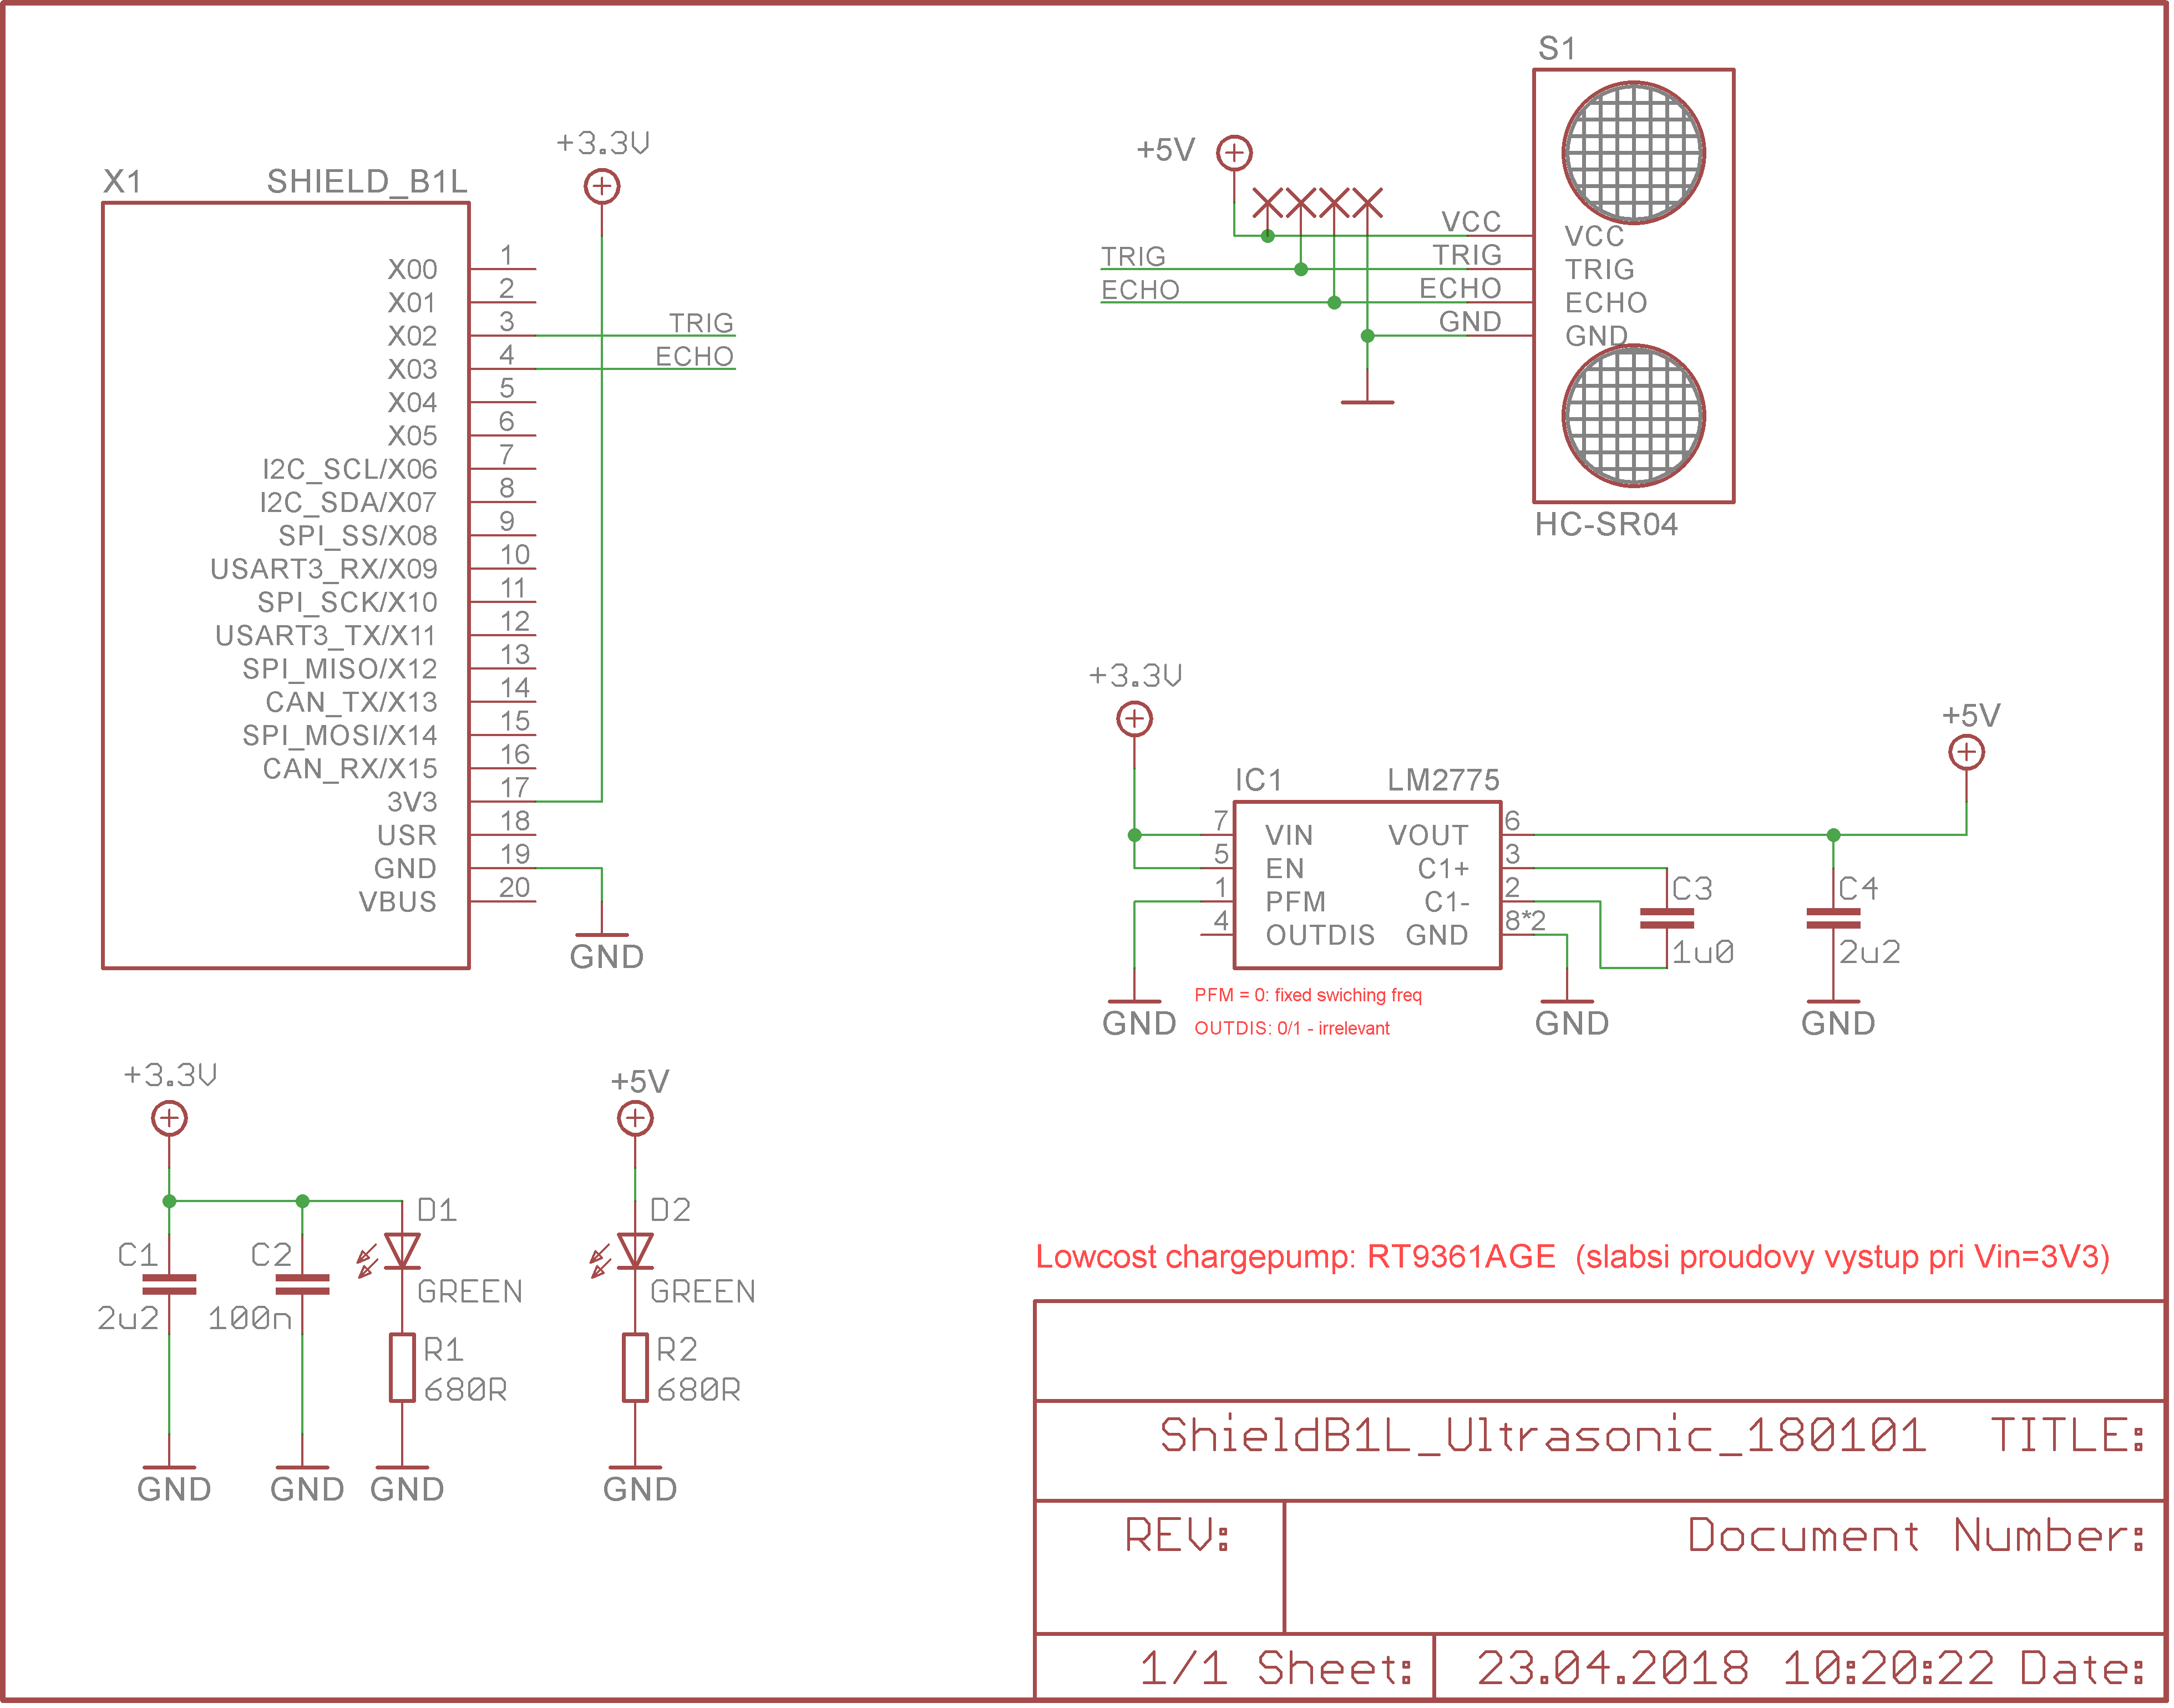 X1 SHIELD_B1L
+3.3V
X00 1
X01 2
X02 3 TRIG
X03 4 ECHO
X04 5
X05 6
I2C_SCL/X06 7
I2C_SDA/X07 8
SPI_SS/X08 9
USART3_RX/X09 10
SPI_SCK/X10 11
USART3_TX/X11 12
SPI_MISO/X12 13
CAN_TX/X13 14
SPI_MOSI/X14 15
CAN_RX/X15 16
3V3 17
USR 18
GND 19
VBUS 20
GND
S1
+5V
VCC VCC
TRIG TRIG TRIG
ECHO ECHO ECHO
GND GND
HC-SR04
+3.3V
+5V
IC1 LM2775
7 VIN VOUT 6
5 EN C1+ 3
1 PFM C1- 2
4 OUTDIS GND 8*2
C3
1u0
C4
2u2
GND
PFM = 0: fixed swiching freq
OUTDIS: 0/1 - irrelevant
GND
GND
+3.3V
C1
2u2
C2
100n
D1
GREEN
R1
680R
GND
GND
GND
+5V
D2
GREEN
R2
680R
GND
Lowcost chargepump: RT9361AGE (slabsi proudovy vystup pri Vin=3V3)
ShieldB1L_Ultrasonic_180101 TITLE:
REV:
Document Number:
1/1 Sheet:
23.04.2018 10:20:22 Date: